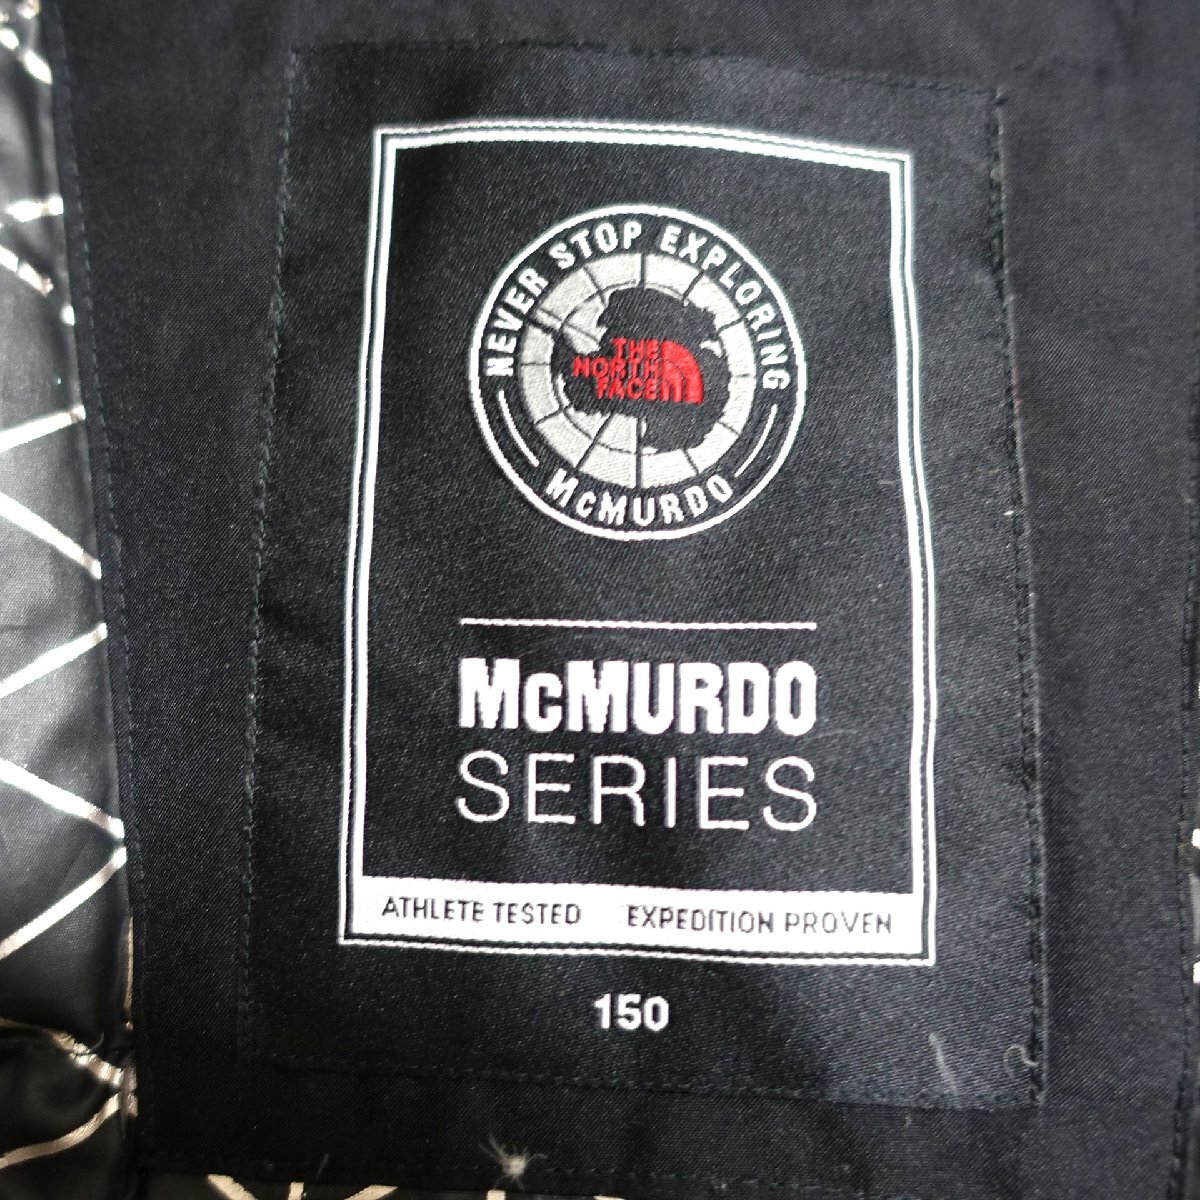 NEVER STOP EXPLORING
THE
NORTH
FACE
McMURDO
McMURDO
SERIES
ATHLETE TESTED EXPEDITION PROVEN
150